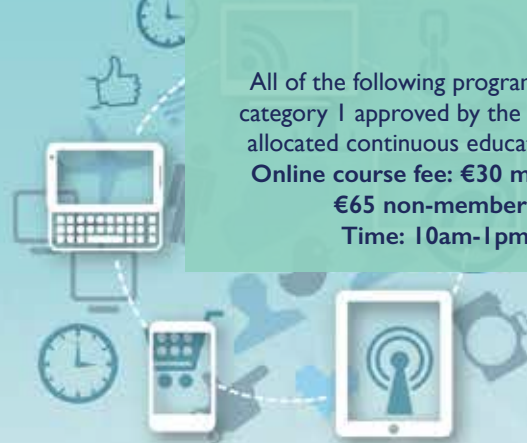 All of the following program
category 1 approved by the
allocated continuous educa
Online course fee: €30 m
€65 non-member
Time: 10am-1pm